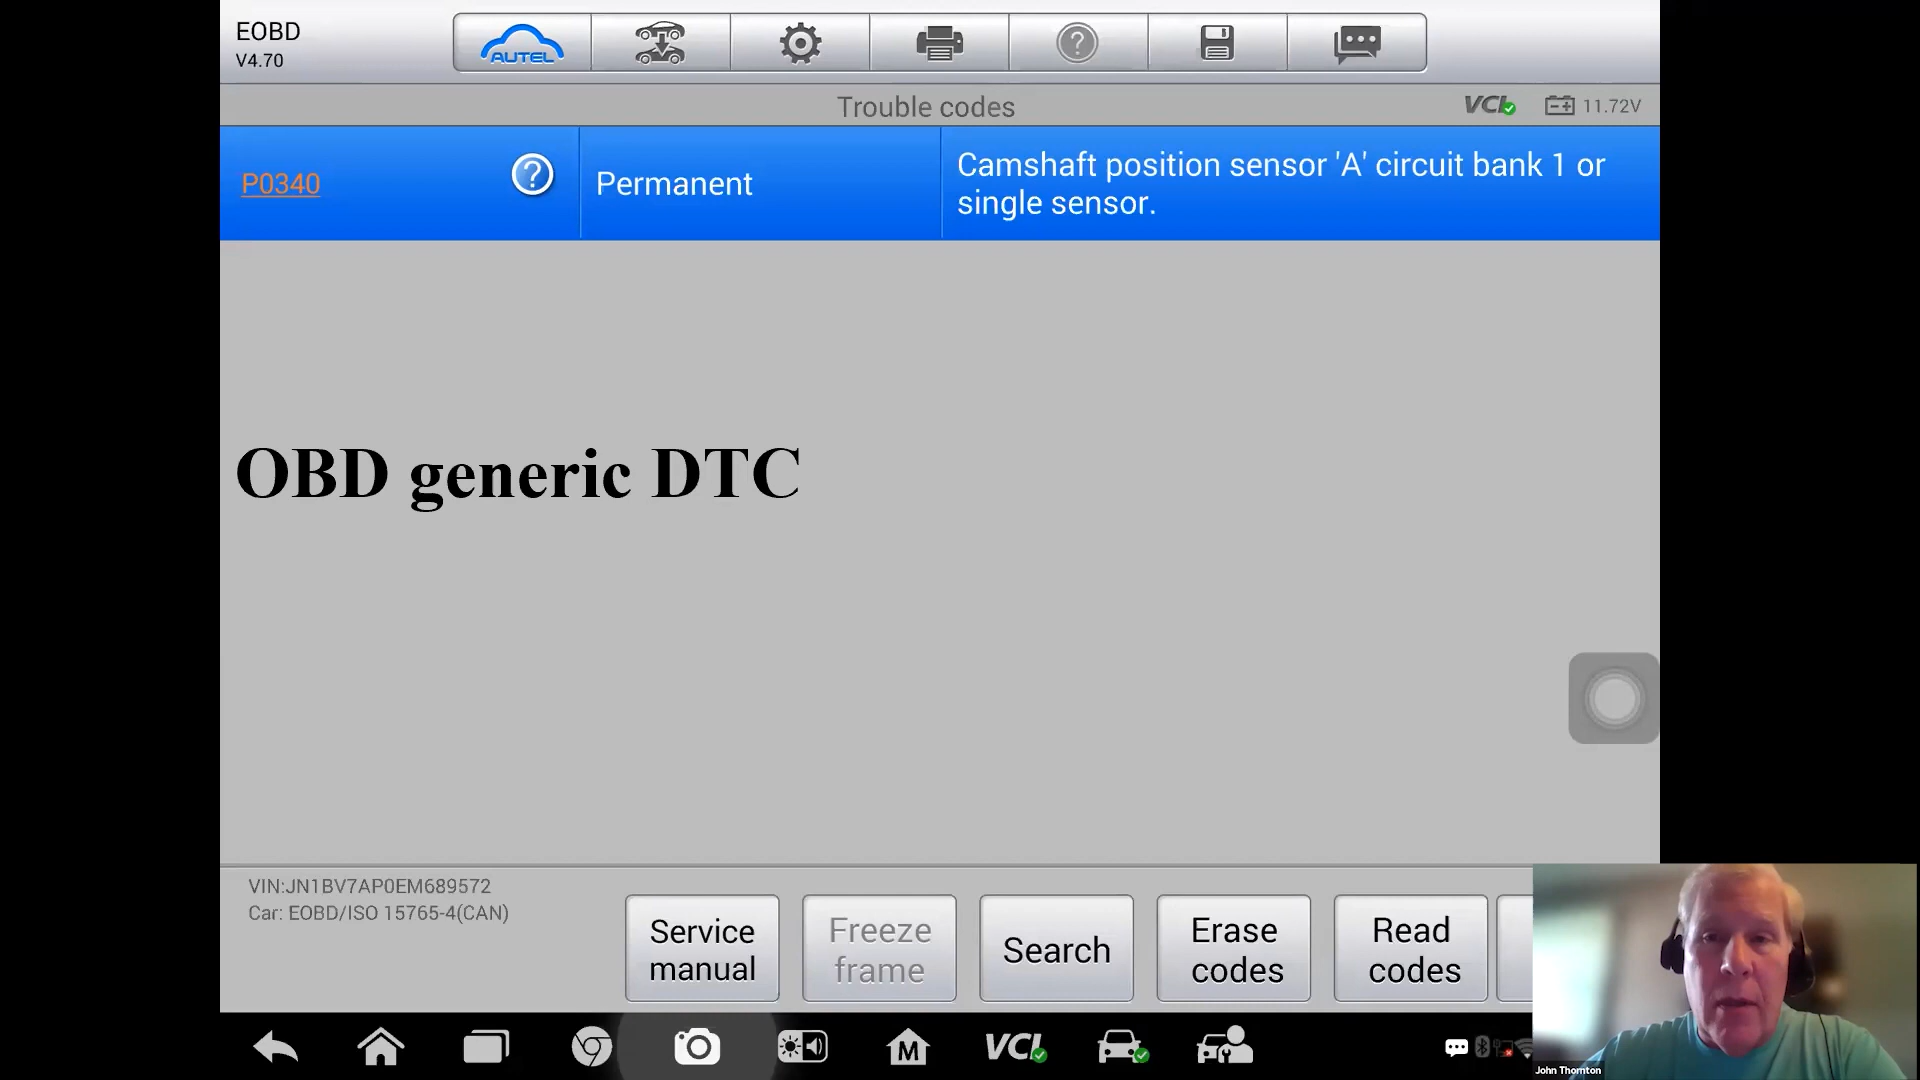 EOBD
V4.70
AUTEL
?
Trouble codes
VCI
11.72V
P0340
?
Permanent
Camshaft position sensor 'A' circuit bank 1 or
single sensor.
OBD generic DTC
VIN:JN1BV7AP0EM689572
Car: EOBD/ISO 15765-4(CAN)
Service
manual
Freeze
frame
Search
Erase
codes
Read
codes
M
VCI
John Thornton